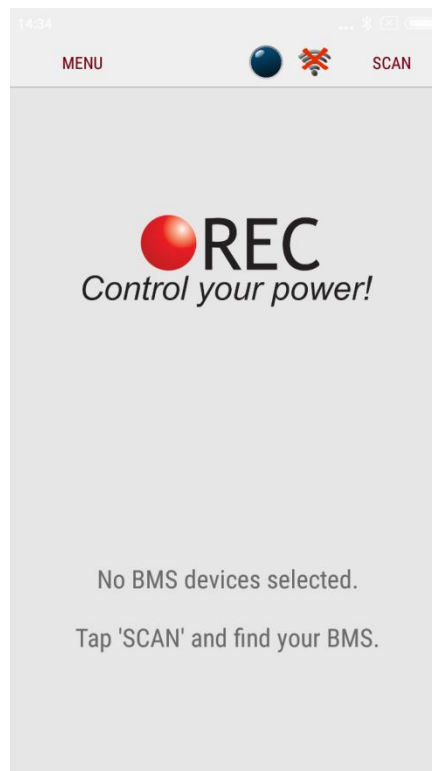 14:34
MENU
SCAN
REC
Control your power!
No BMS devices selected.
Tap 'SCAN' and find your BMS.